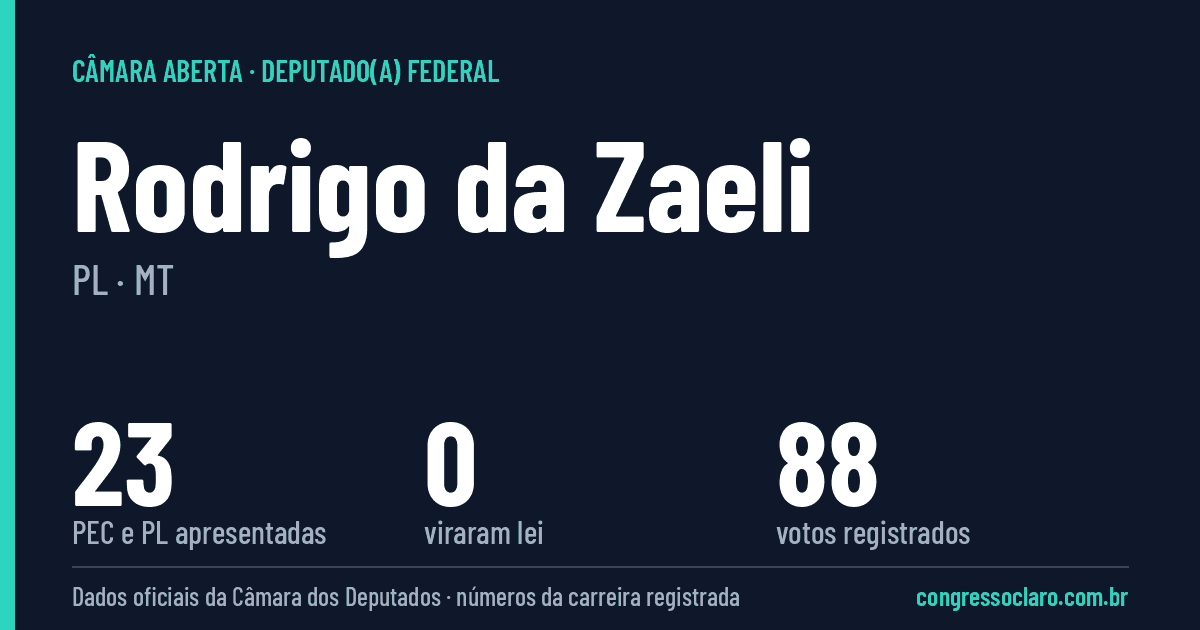 CÂMARA ABERTA · DEPUTADO(A) FEDERAL
Rodrigo da Zaeli
PL · MT
23 0 88
PEC e PL apresentadas viraram lei votos registrados
Dados oficiais da Câmara dos Deputados · números da carreira registrada congressoclaro.com.br